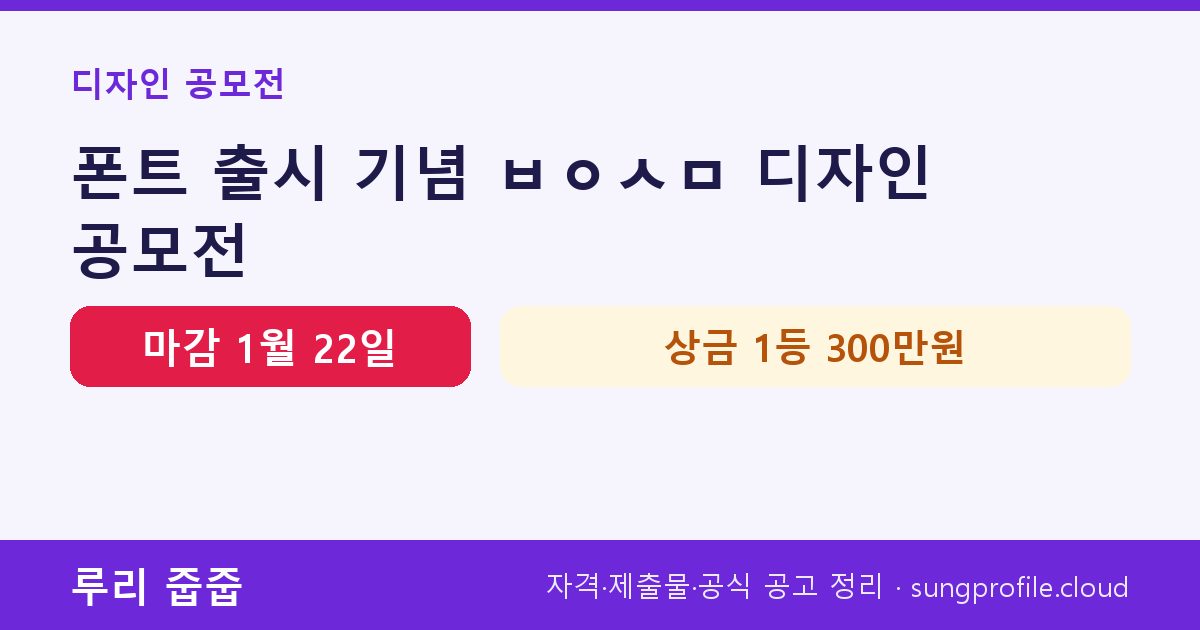 디자인 공모전
폰트 출시 기념 ㅂㅇㅅㅁ 디자인
공모전
마감 1월 22일
상금 1등 300만원
루리 줍줍
자격·제출물·공식 공고 정리 · sungprofile.cloud